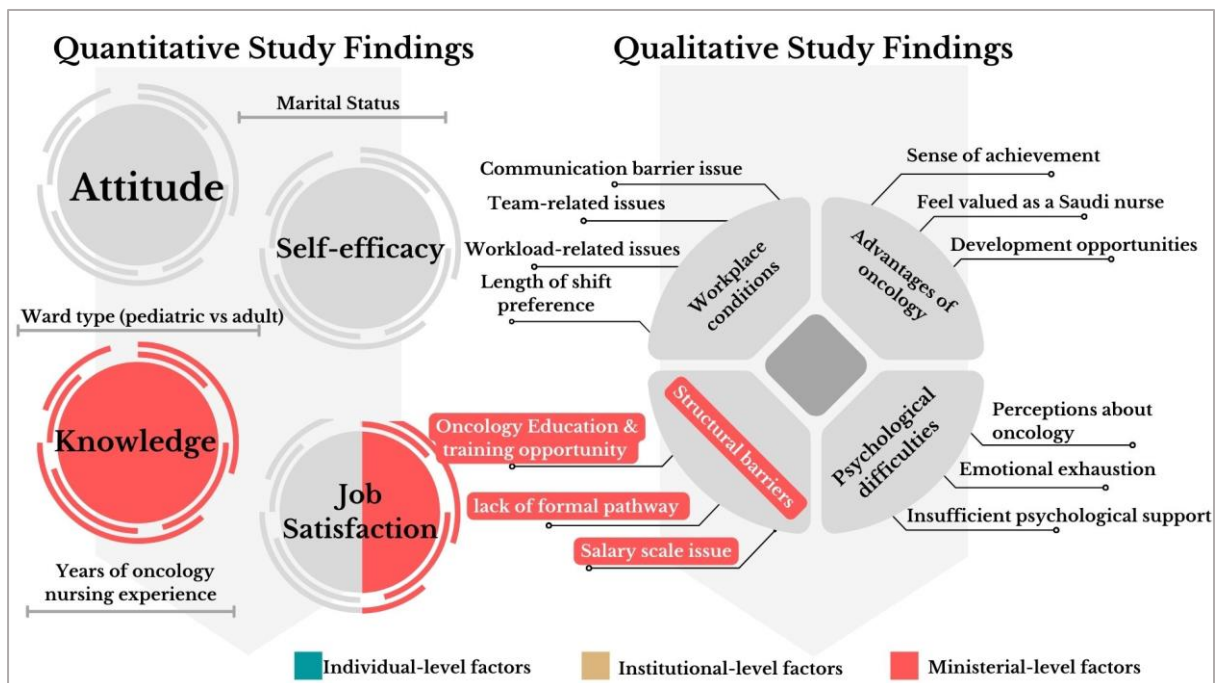 Quantitative Study Findings
Marital Status
Attitude
Self-efficacy
Ward type (pediatric vs adult)
Knowledge
Job
Satisfaction
Years of oncology
nursing experience
Qualitative Study Findings
Communication barrier issue
Team-related issues
Workload-related issues
Length of shift
preference
Workplace
conditions
Sense of achievement
Feel valued as a Saudi nurse
Development opportunities
Advantages of
oncology
Oncology Education &
training opportunity
lack of formal pathway
Salary scale issue
Structural barriers
Psychological
difficulties
Perceptions about
oncology
Emotional exhaustion
Insufficient psychological support
Individual-level factors
Institutional-level factors
Ministerial-level factors